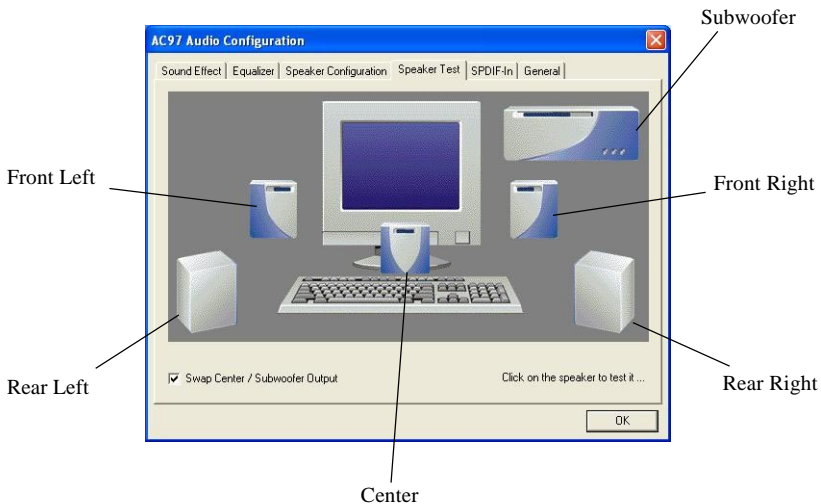 Subwoofer
AC97 Audio Configuration
Sound Effect Equalizer Speaker Configuration Speaker Test SPDIF-In General
Front Left
Front Right
Rear Left
Swap Center / Subwoofer Output
Click on the speaker to test it ...
Rear Right
OK
Center